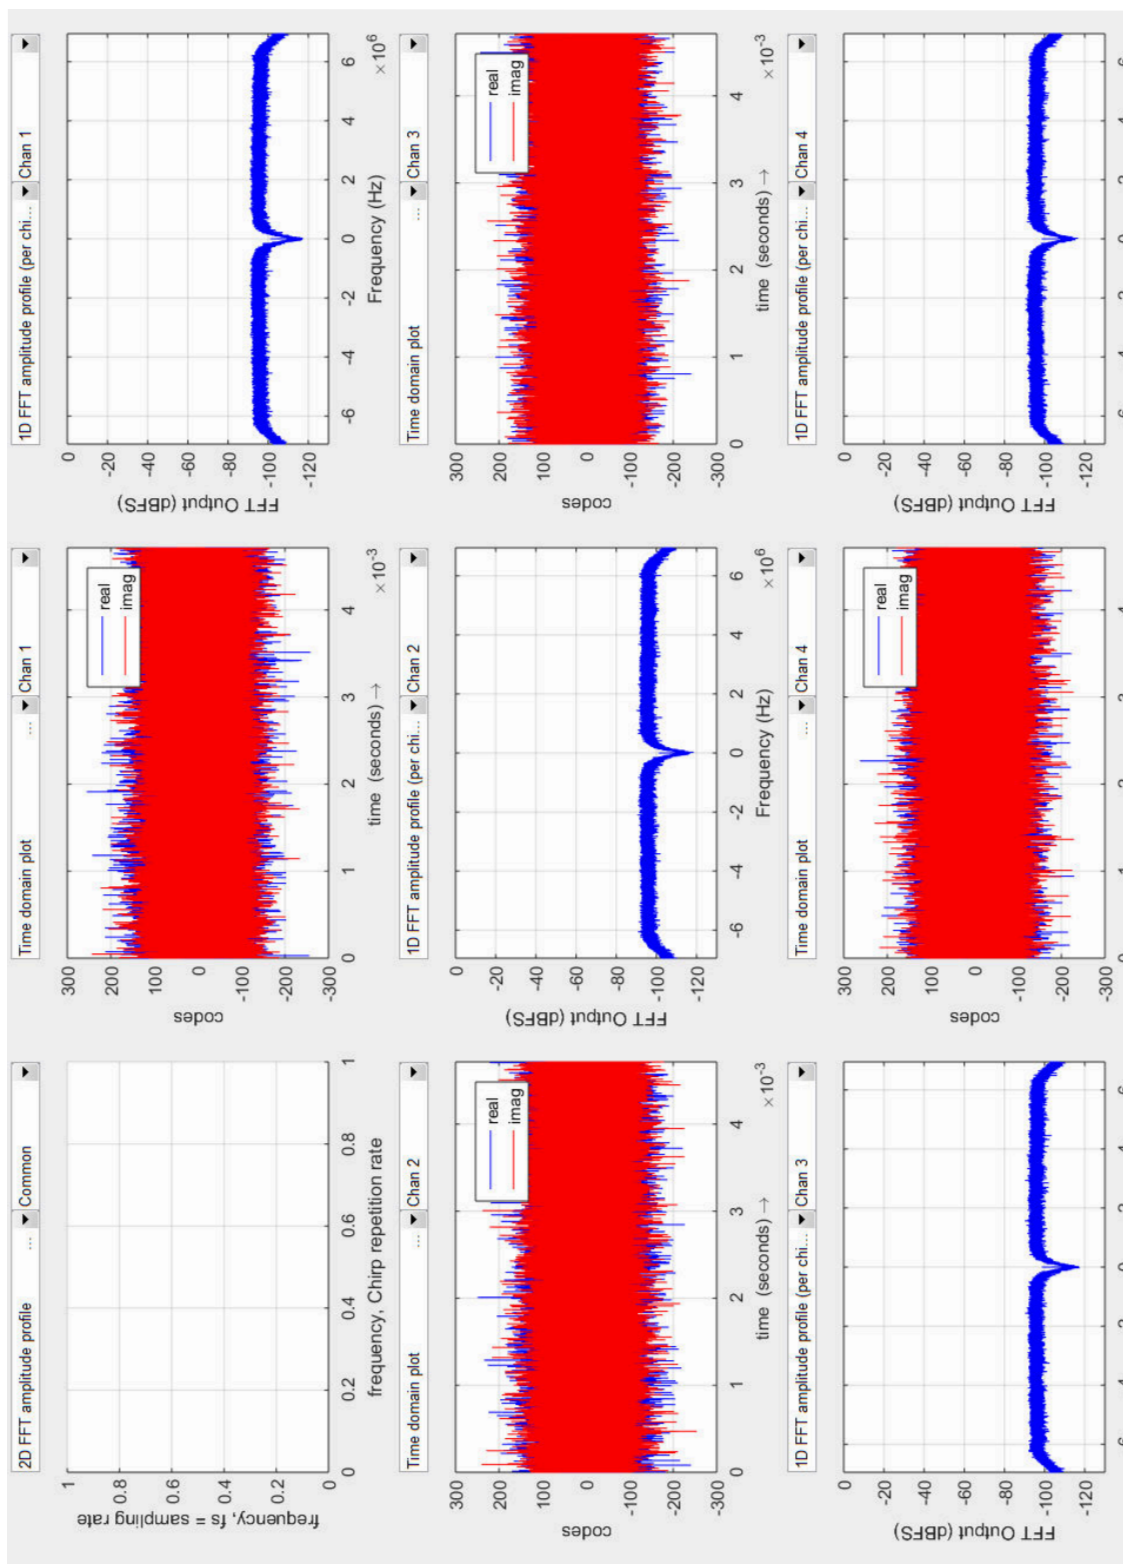 2D FFT amplitude profile ... Common
frequency, fs = sampling rate
1
0.8
0.6
0.4
0.2
0
0 0.2 0.4 0.6 0.8 1
frequency, Chirp repetition rate
Time domain plot ... Chan 1
codes
300
200
100
0
-100
-200
-300
real
imag
0 1 2 3 4
×10-3
time (seconds) →
1D FFT amplitude profile (per chi... Chan 1
FFT Output (dBFS)
0
-20
-40
-60
-80
-100
-120
-6 -4 -2 0 2 4 6
×10 6
Frequency (Hz)
Time domain plot ... Chan 2
codes
300
200
100
0
-100
-200
-300
real
imag
0 1 2 3 4
×10-3
time (seconds) →
1D FFT amplitude profile (per chi... Chan 2
FFT Output (dBFS)
0
-20
-40
-60
-80
-100
-120
-6 -4 -2 0 2 4 6
×10 6
Frequency (Hz)
Time domain plot ... Chan 3
codes
300
200
100
0
-100
-200
-300
real
imag
0 1 2 3 4
×10-3
time (seconds) →
1D FFT amplitude profile (per chi... Chan 3
FFT Output (dBFS)
0
-20
-40
-60
-80
-100
-120
Time domain plot ... Chan 4
codes
300
200
100
0
-100
-200
-300
real
imag
1D FFT amplitude profile (per chi... Chan 4
FFT Output (dBFS)
0
-20
-40
-60
-80
-100
-120